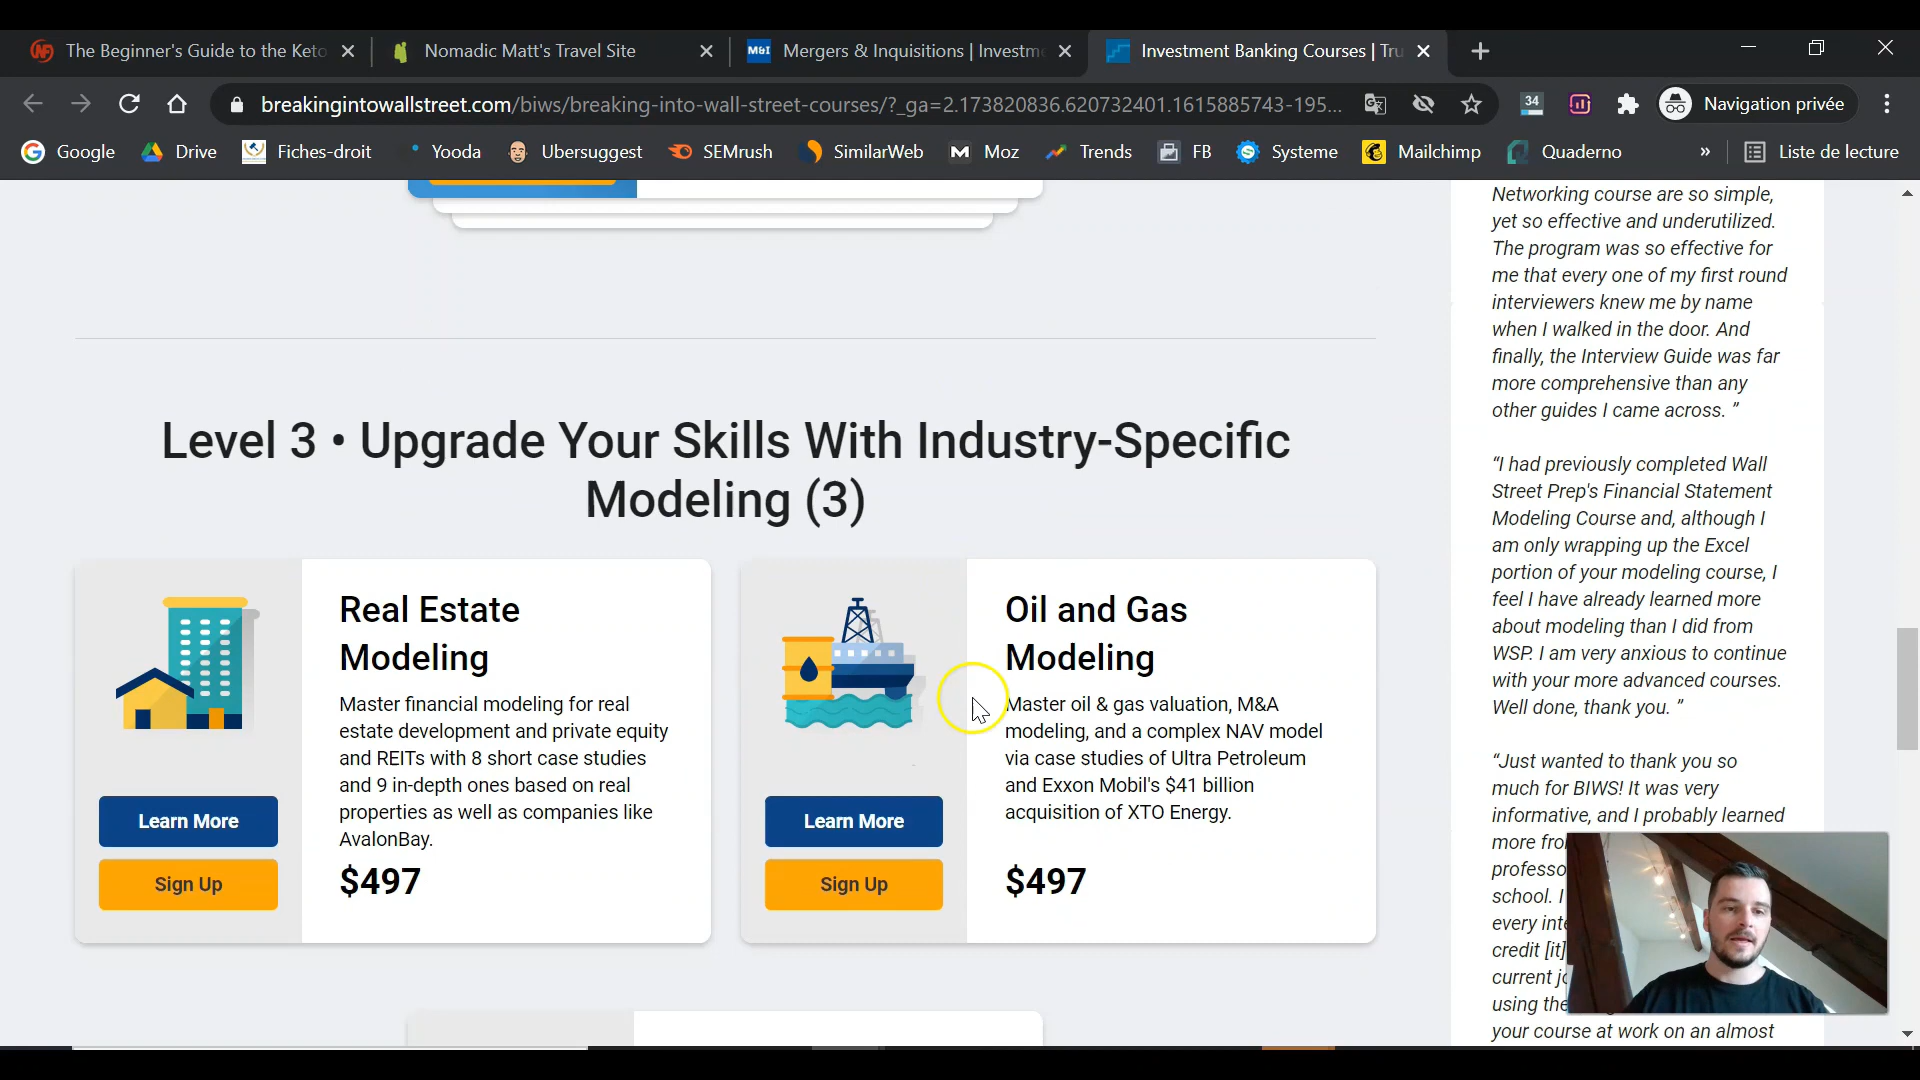 The Beginner's Guide to the Keto
Nomadic Matt's Travel Site
M&I
Mergers & Inquisitions | Investme
Investment Banking Courses | Tru
breakingintowallstreet.com/biws/breaking-into-wall-street-courses/?_ga=2.173820836.620732401.1615885743-195...
34
Navigation privée
Google
Drive
Fiches-droit
Yooda
Ubersuggest
SEMrush
SimilarWeb
Moz
Trends
FB
Systeme
Mailchimp
Quaderno
»
Liste de lecture
Level 3 • Upgrade Your Skills With Industry-Specific
Modeling (3)
Real Estate
Modeling
Master financial modeling for real
estate development and private equity
and REITs with 8 short case studies
and 9 in-depth ones based on real
properties as well as companies like
AvalonBay.
$497
Learn More
Sign Up
Oil and Gas
Modeling
Master oil & gas valuation, M&A
modeling, and a complex NAV model
via case studies of Ultra Petroleum
and Exxon Mobil's $41 billion
acquisition of XTO Energy.
$497
Learn More
Sign Up
Networking course are so simple,
yet so effective and underutilized.
The program was so effective for
me that every one of my first round
interviewers knew me by name
when I walked in the door. And
finally, the Interview Guide was far
more comprehensive than any
other guides I came across. ”
“I had previously completed Wall
Street Prep's Financial Statement
Modeling Course and, although I
am only wrapping up the Excel
portion of your modeling course, I
feel I have already learned more
about modeling than I did from
WSP. I am very anxious to continue
with your more advanced courses.
Well done, thank you. ”
“Just wanted to thank you so
much for BIWS! It was very
informative, and I probably learned
more
school. I
credit [it]
current
using
your course at work on an almost